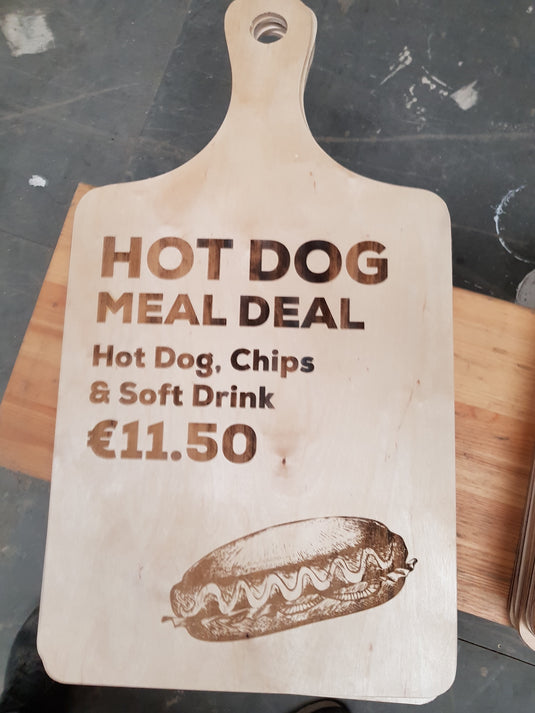 HOT DOG
MEAL DEAL
Hot Dog, Chips
& Soft Drink
€11.50